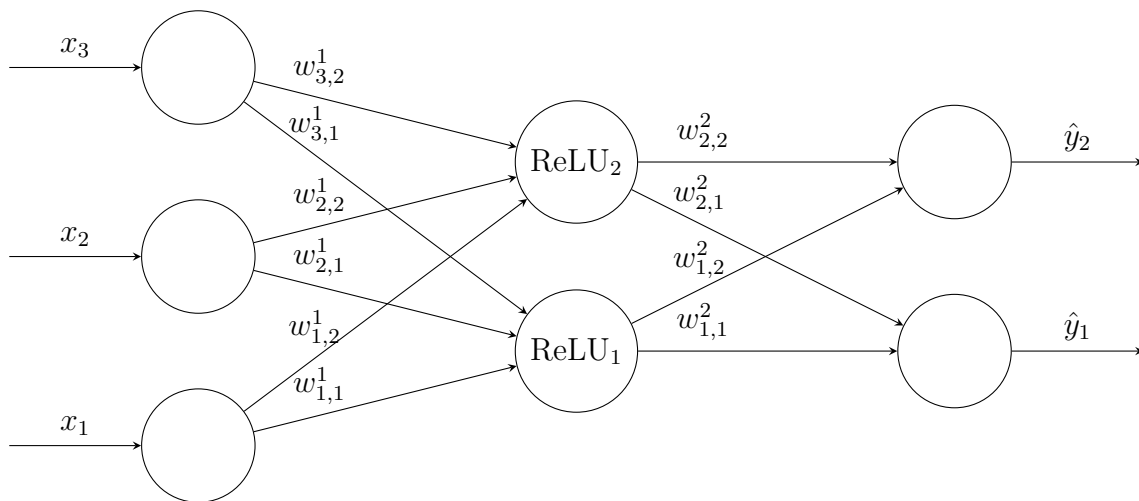 x_3
w^1_{3,2}
w^1_{3,1}
ReLU_2
w^2_{2,2}
ŷ_2
w^1_{2,2}
w^2_{2,1}
x_2
w^1_{2,1}
w^2_{1,2}
w^1_{1,2}
ReLU_1
w^2_{1,1}
ŷ_1
w^1_{1,1}
x_1